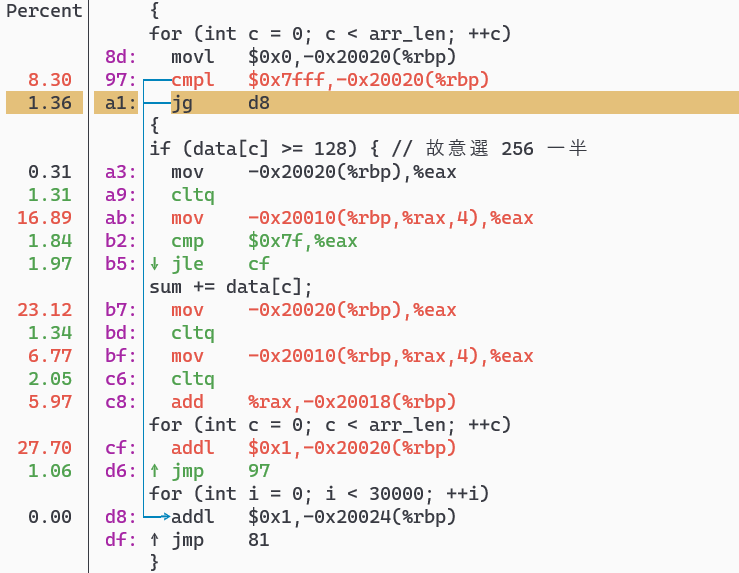 Percent {
for (int c = 0; c < arr_len; ++c)
8d: movl $0x0,-0x20020(%rbp)
8.30 97: cmpl $0x7fff,-0x20020(%rbp)
1.36 a1: jg d8
{
if (data[c] >= 128) { // 故意選 256 一半
0.31 a3: mov -0x20020(%rbp),%eax
1.31 a9: cltq
16.89 ab: mov -0x20010(%rbp,%rax,4),%eax
1.84 b2: cmp $0x7f,%eax
1.97 b5: ↓ jle cf
sum += data[c];
23.12 b7: mov -0x20020(%rbp),%eax
1.34 bd: cltq
6.77 bf: mov -0x20010(%rbp,%rax,4),%eax
2.05 c6: cltq
5.97 c8: add %rax,-0x20018(%rbp)
for (int c = 0; c < arr_len; ++c)
27.70 cf: addl $0x1,-0x20020(%rbp)
1.06 d6: ↑ jmp 97
for (int i = 0; i < 30000; ++i)
0.00 d8: addl $0x1,-0x20024(%rbp)
df: ↑ jmp 81
}